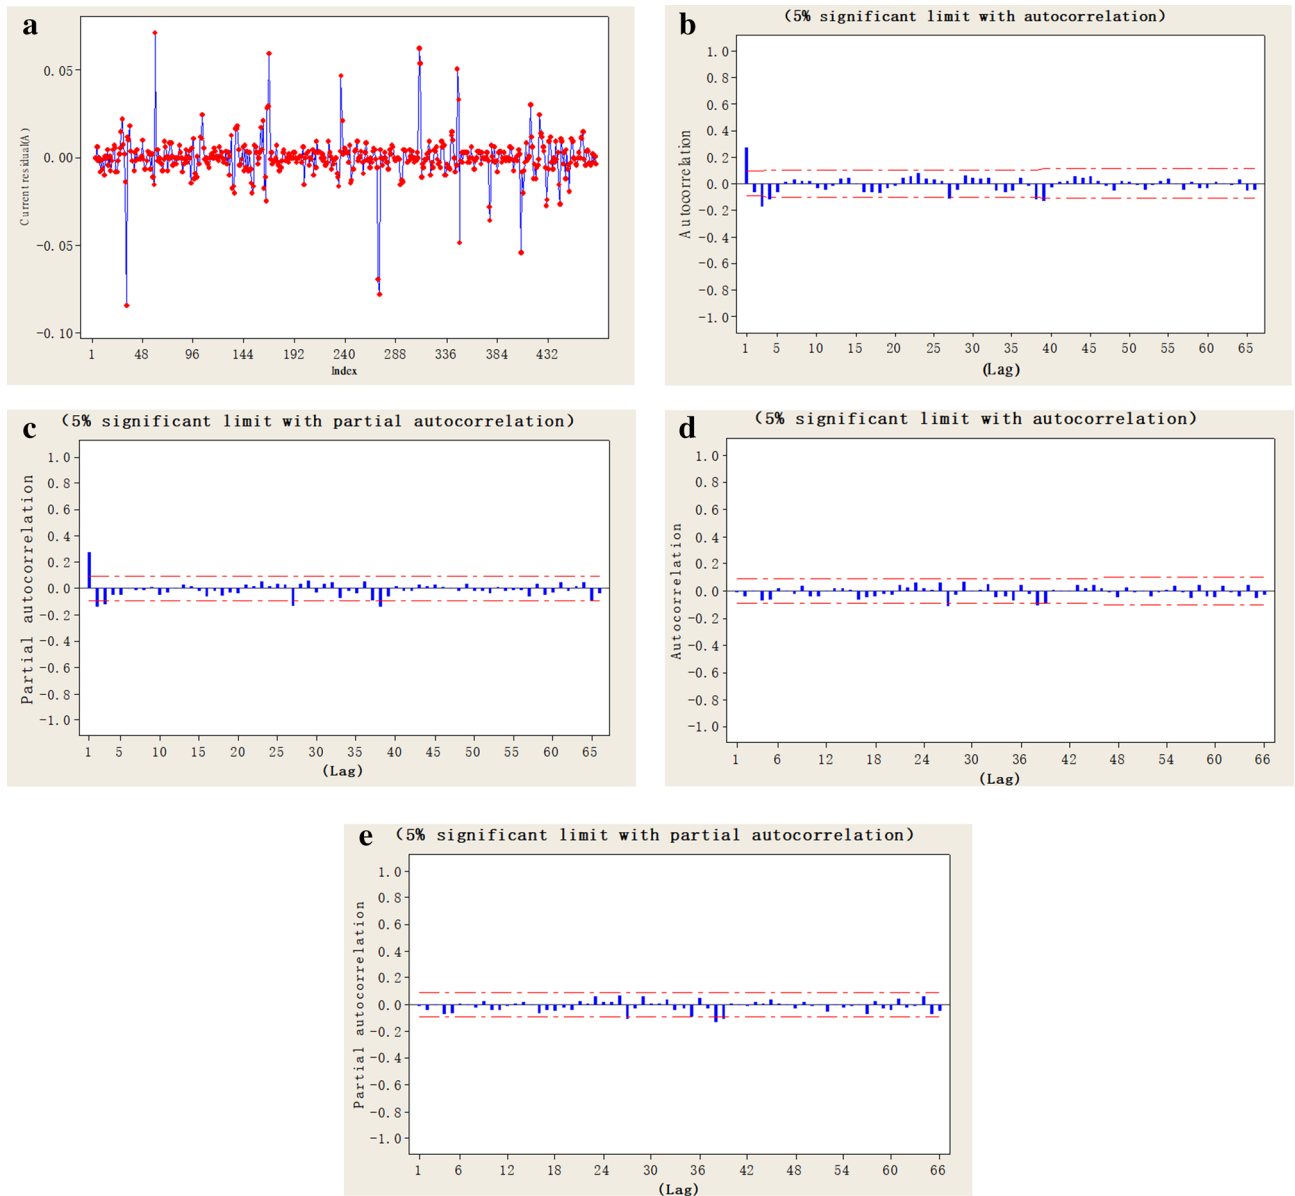 a
0.05
0.00
-0.05
-0.10
Current residual(A)
1 48 96 144 192 240 288 336 384 432
Index
b
(5% significant limit with autocorrelation)
1.0
0.8
0.6
0.4
0.2
0.0
-0.2
-0.4
-0.6
-0.8
-1.0
Autocorrelation
1 5 10 15 20 25 30 35 40 45 50 55 60 65
(Lag)
c
(5% significant limit with partial autocorrelation)
1.0
0.8
0.6
0.4
0.2
0.0
-0.2
-0.4
-0.6
-0.8
-1.0
Partial autocorrelation
1 5 10 15 20 25 30 35 40 45 50 55 60 65
(Lag)
d
(5% significant limit with autocorrelation)
1.0
0.8
0.6
0.4
0.2
0.0
-0.2
-0.4
-0.6
-0.8
-1.0
Autocorrelation
1 6 12 18 24 30 36 42 48 54 60 66
(Lag)
e
(5% significant limit with partial autocorrelation)
1.0
0.8
0.6
0.4
0.2
0.0
-0.2
-0.4
-0.6
-0.8
-1.0
Partial autocorrelation
1 6 12 18 24 30 36 42 48 54 60 66
(Lag)